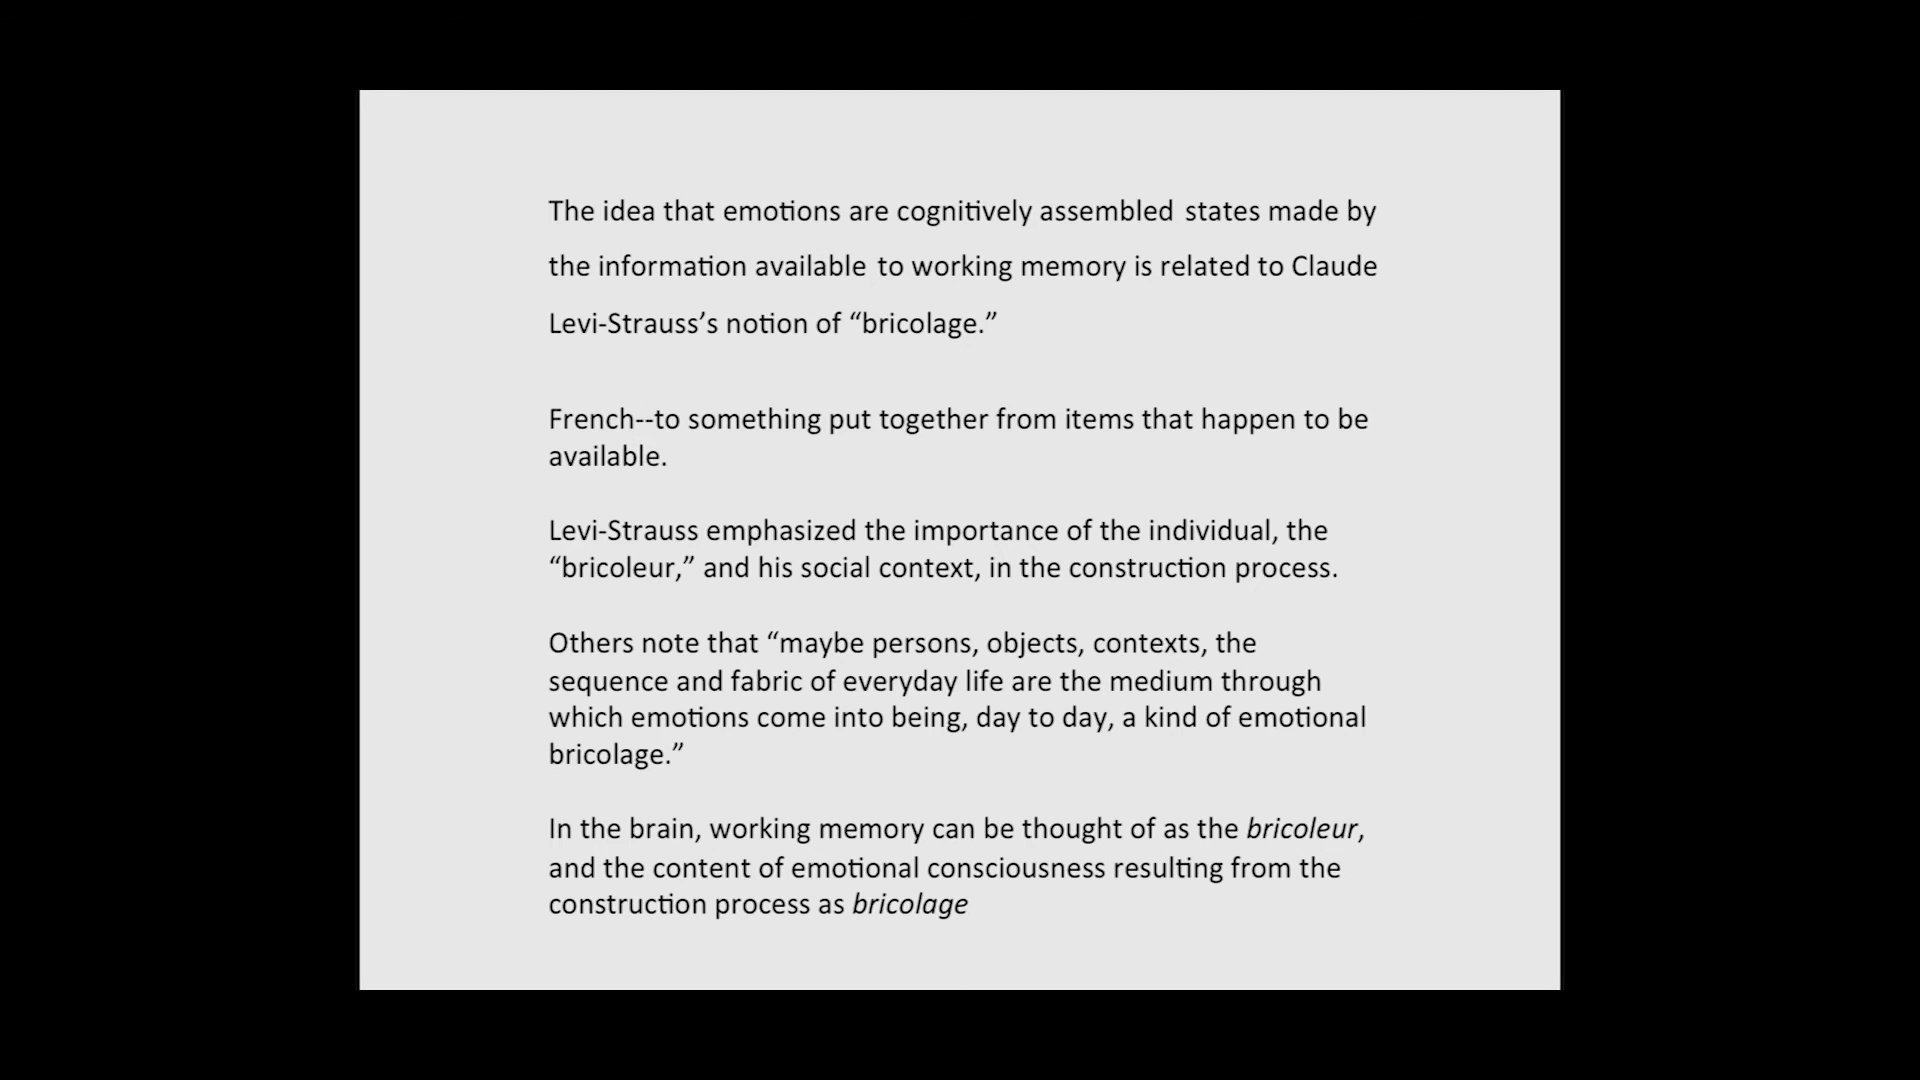 The idea that emotions are cognitively assembled states made by
the information available to working memory is related to Claude
Levi-Strauss’s notion of “bricolage.”
French--to something put together from items that happen to be
available.
Levi-Strauss emphasized the importance of the individual, the
“bricoleur,” and his social context, in the construction process.
Others note that “maybe persons, objects, contexts, the
sequence and fabric of everyday life are the medium through
which emotions come into being, day to day, a kind of emotional
bricolage.”
In the brain, working memory can be thought of as the bricoleur,
and the content of emotional consciousness resulting from the
construction process as bricolage